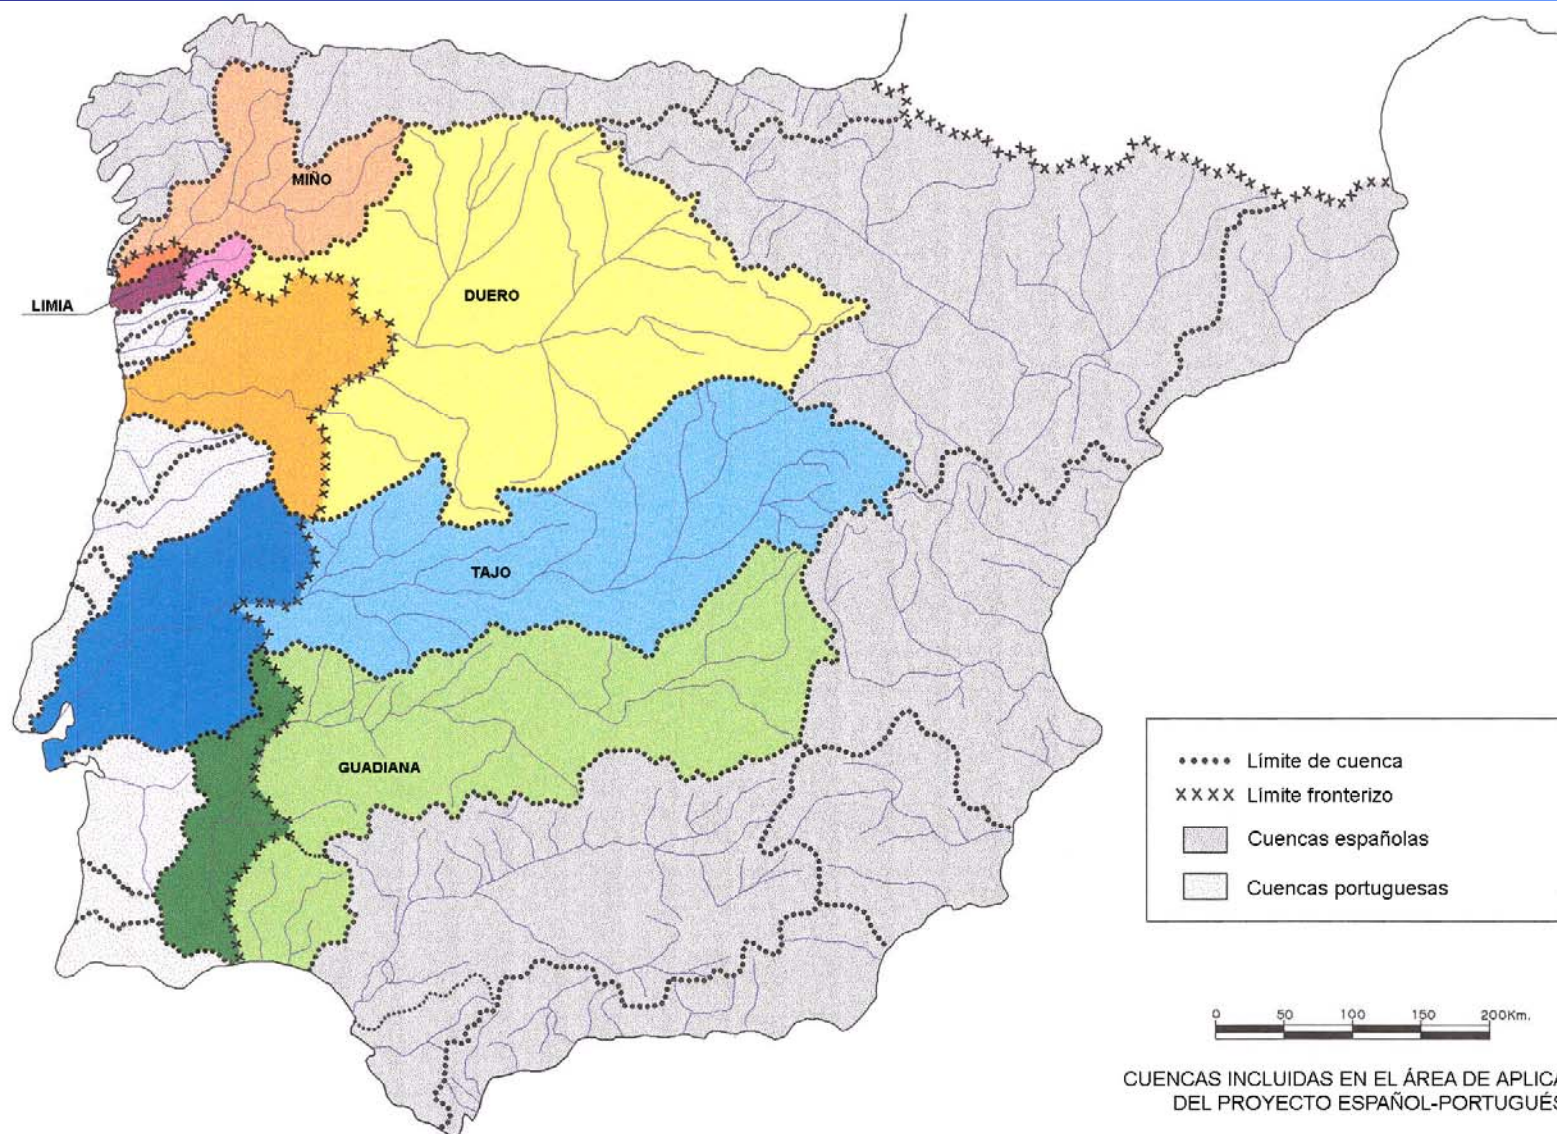 MIÑO
LIMIA
DUERO
TAJO
GUADIANA
Límite de cuenca
xxxx Límite fronterizo
Cuencas españolas
Cuencas portuguesas
0 50 100 150 200Km.
CUENCAS INCLUIDAS EN EL ÁREA DE APLICA
DEL PROYECTO ESPAÑOL-PORTUGUÉS